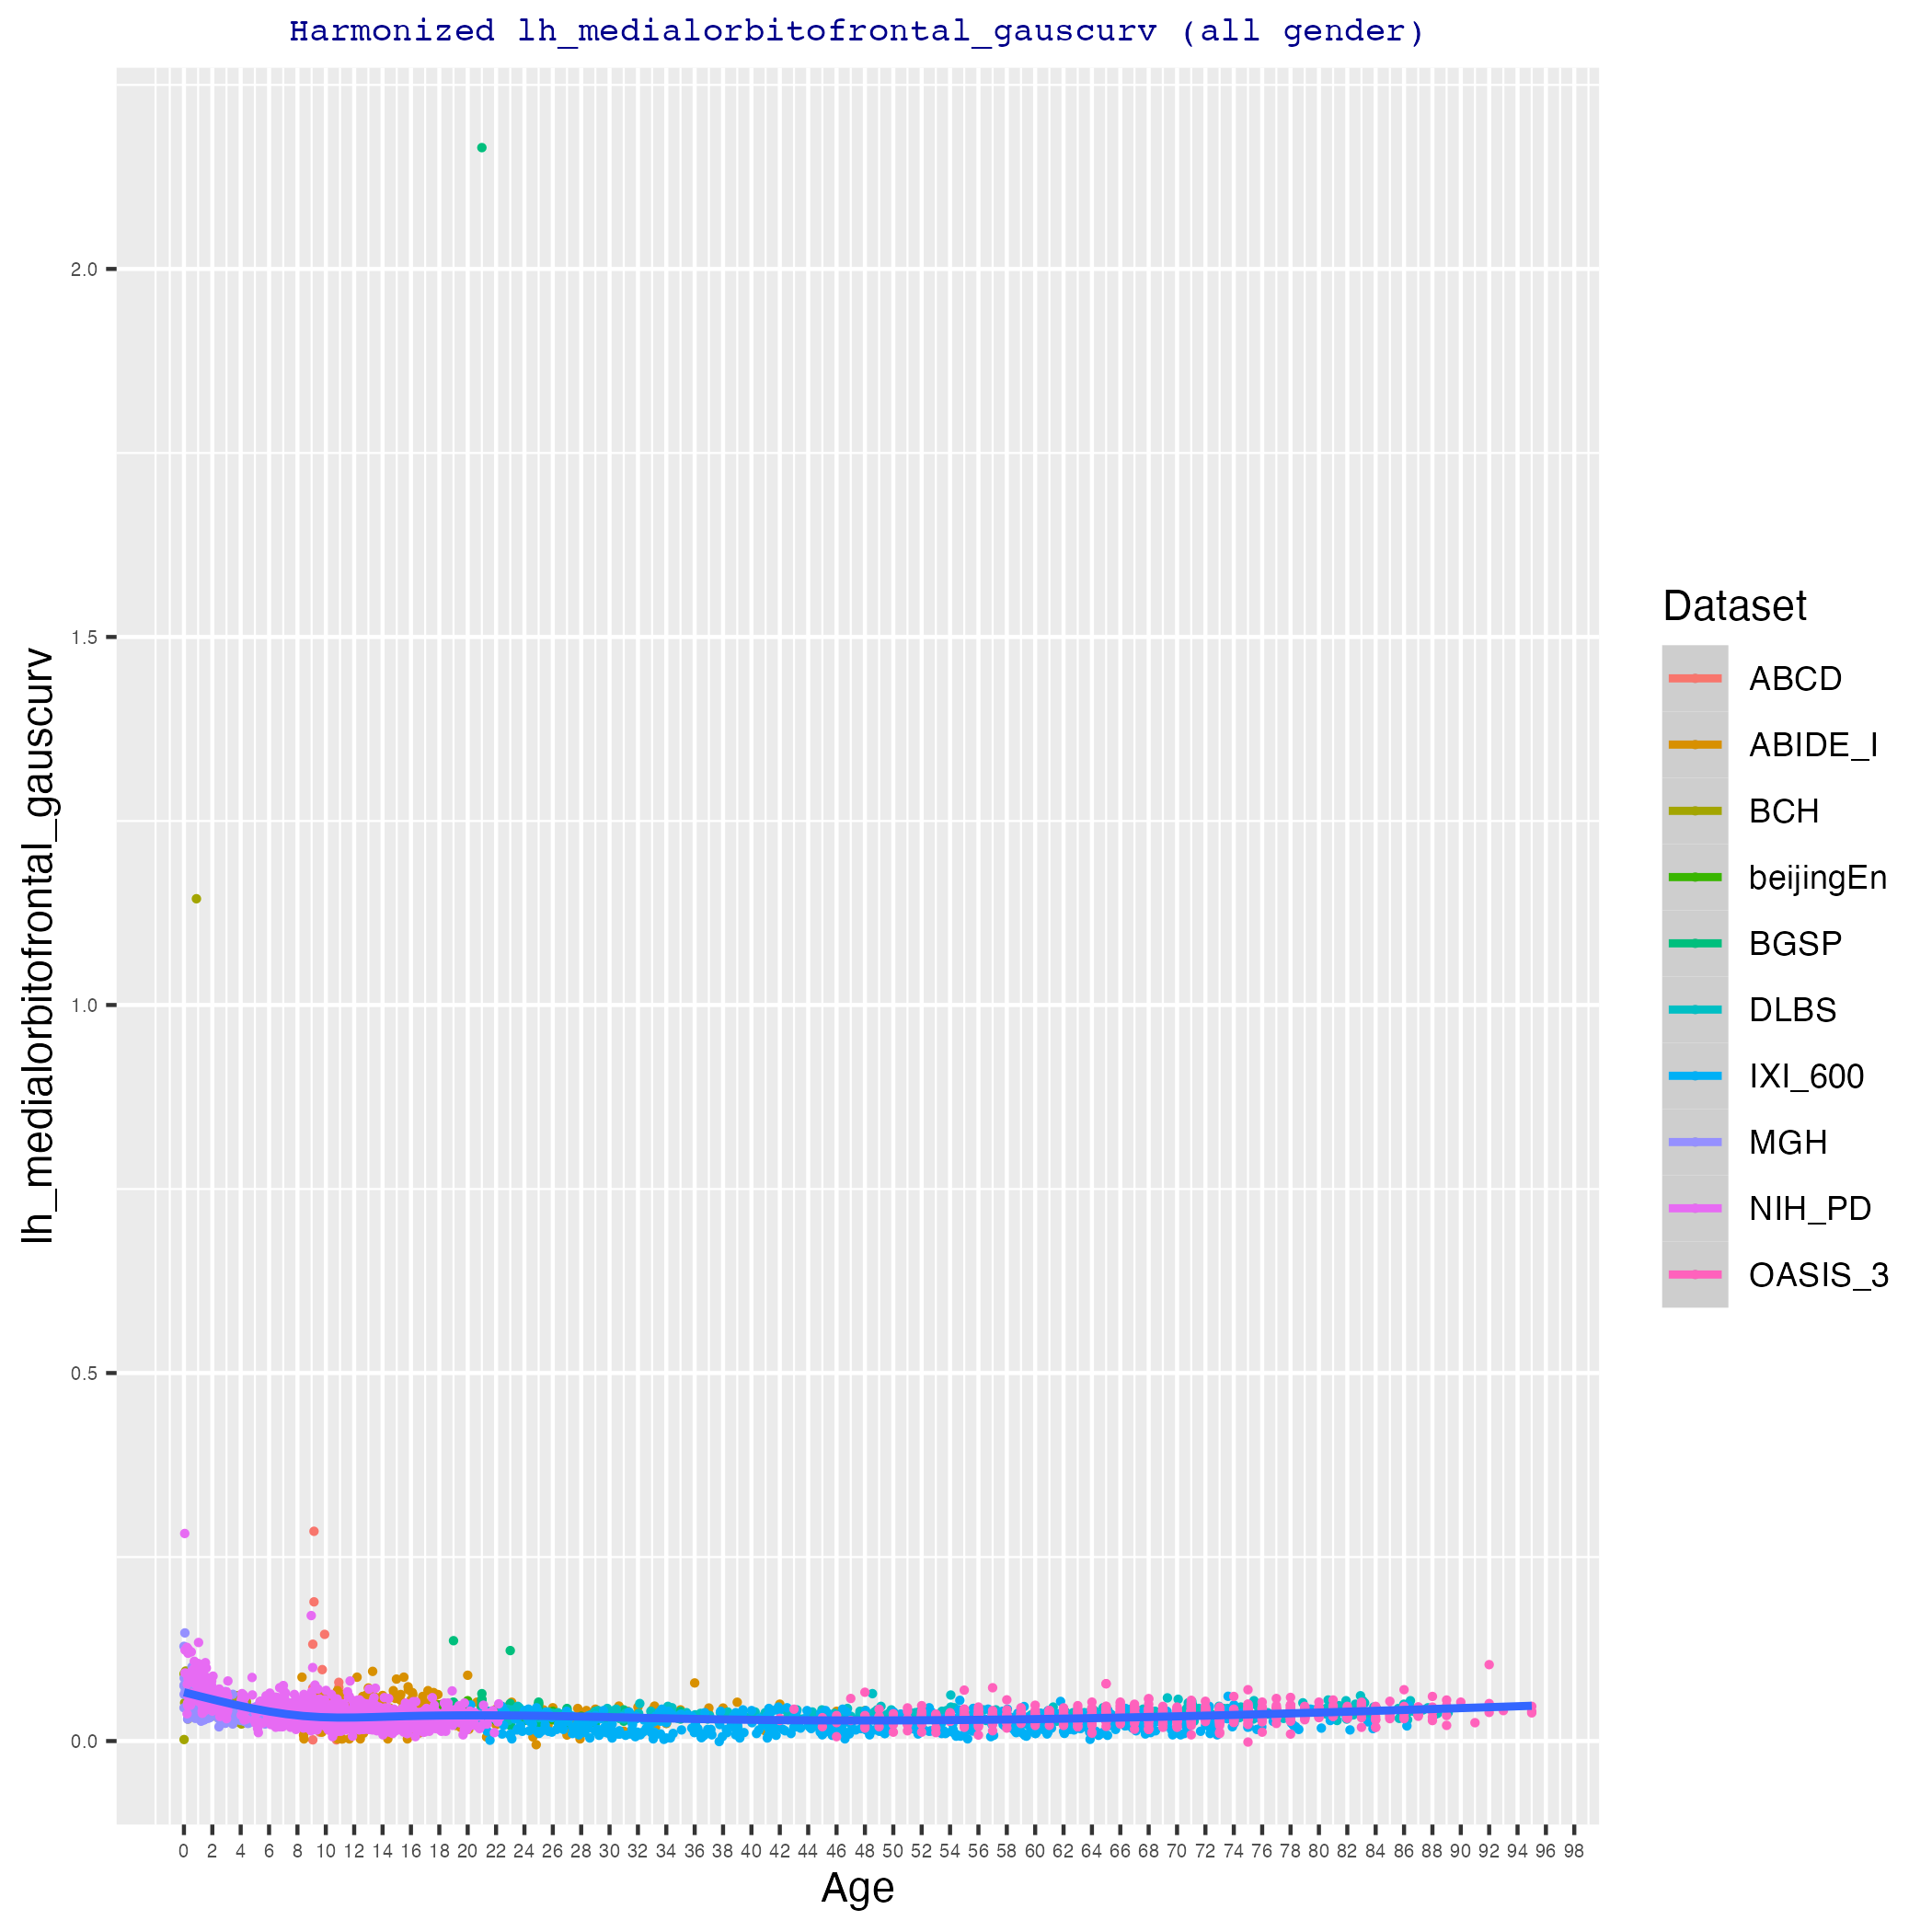 Harmonized lh_medialorbitofrontal_gauscurv (all gender)
lh_medialorbitofrontal_gauscurv
2.0
1.5
1.0
0.5
0.0
0 2 4 6 8 10 12 14 16 18 20 22 24 26 28 30 32 34 36 38 40 42 44 46 48 50 52 54 56 58 60 62 64 66 68 70 72 74 76 78 80 82 84 86 88 90 92 94 96 98
Age
Dataset
ABCD
ABIDE_I
BCH
beijingEn
BGSP
DLBS
IXI_600
MGH
NIH_PD
OASIS_3